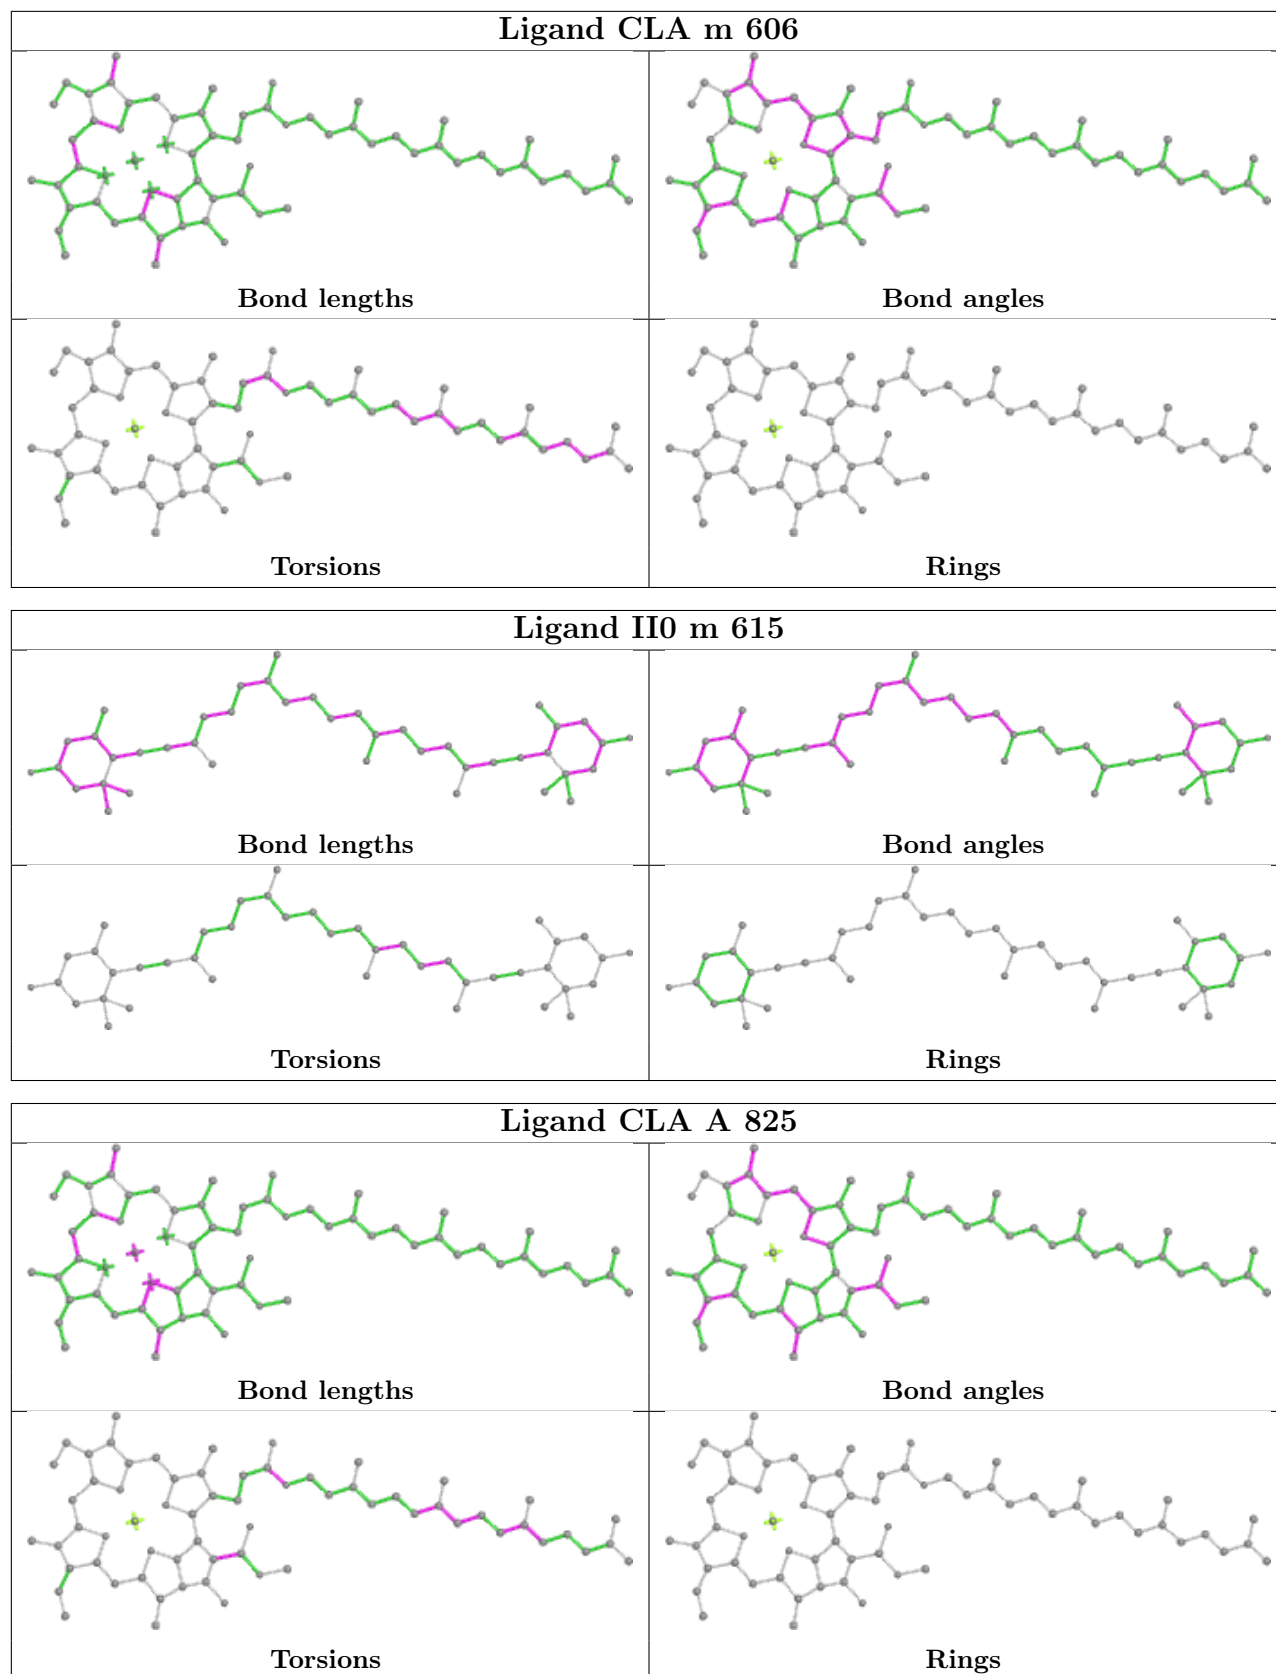 Ligand CLA m 606
Bond lengths
Bond angles
Torsions
Rings
Ligand II0 m 615
Bond lengths
Bond angles
Torsions
Rings
Ligand CLA A 825
Bond lengths
Bond angles
Torsions
Rings